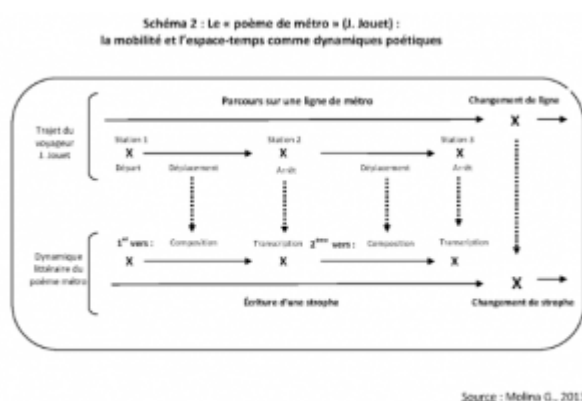 Schéma 2 : Le « poème de métro » (J. Jouet) :
la mobilité et l'espace-temps comme dynamiques poétiques
Parcours sur une ligne de métro
Changement de ligne
X
Trajet du
voyageur
J. Jouet
Station 1
Station 2
Station 3
X
X
X
Départ
Déplacement
Arrêt
Déplacement
Arrêt
Dynamique
littéraire du
poème métro
1er vers :
Composition
Transcription
2ème vers :
Composition
Transcription
X
X
X
X
Écriture d'une strophe
Changement de strophe
Source : Molina G., 201